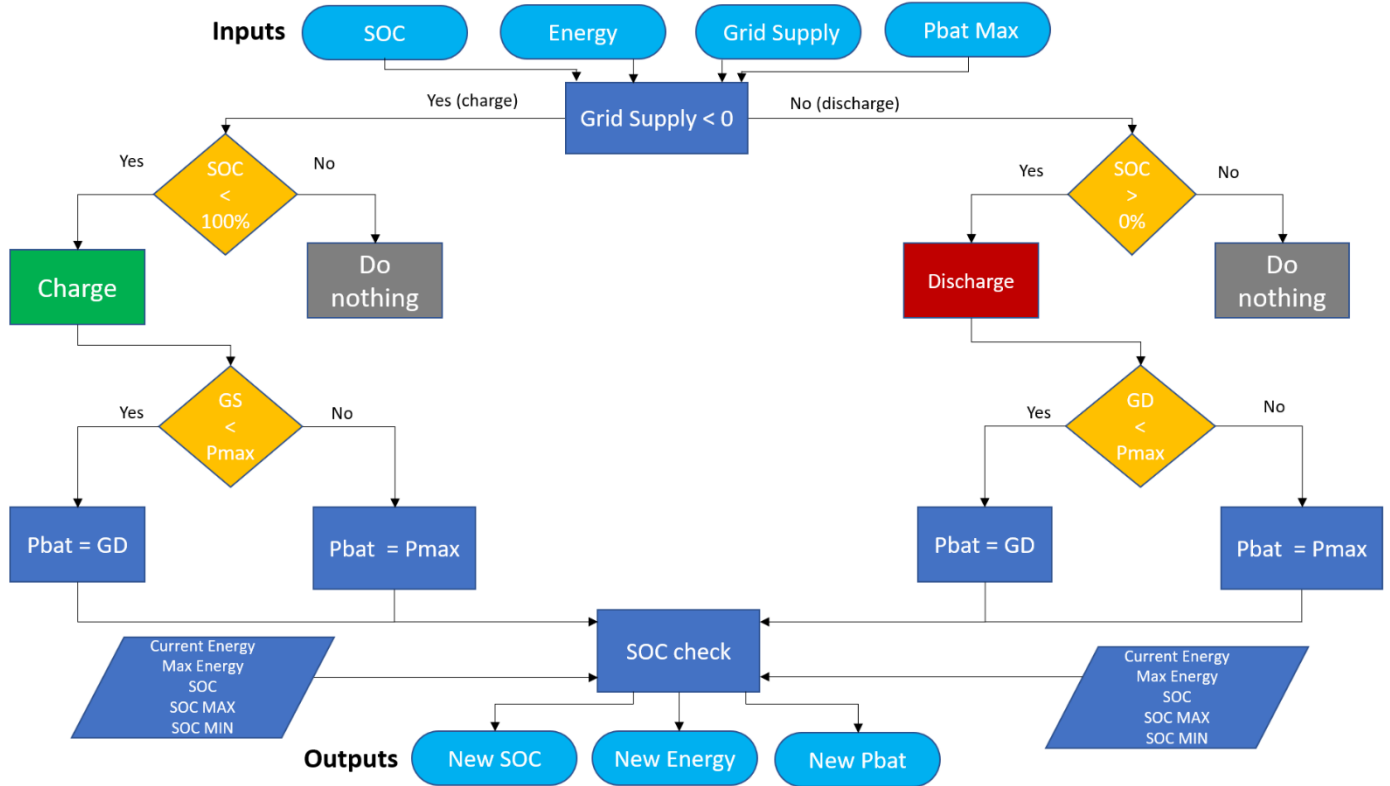 Inputs
SOC
Energy
Grid Supply
Pbat Max
Yes (charge)
Grid Supply < 0
No (discharge)
Yes
SOC
<
100%
No
Yes
SOC
>
0%
No
Charge
Do
nothing
Discharge
Do
nothing
Yes
GS
<
Pmax
No
Yes
GD
<
Pmax
No
Pbat = GD
Pbat = Pmax
Pbat = GD
Pbat = Pmax
Current Energy
Max Energy
SOC
SOC MAX
SOC MIN
SOC check
Current Energy
Max Energy
SOC
SOC MAX
SOC MIN
Outputs
New SOC
New Energy
New Pbat